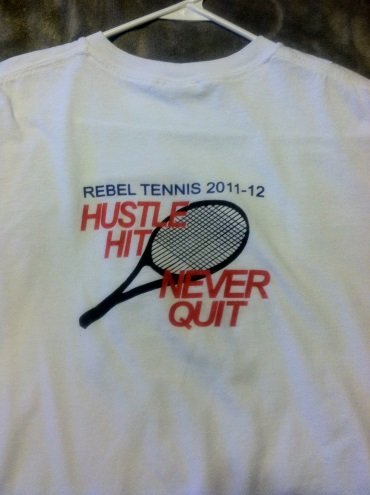 REBEL TENNIS 2011-12
HUSTLE
HIT
NEVER
QUIT